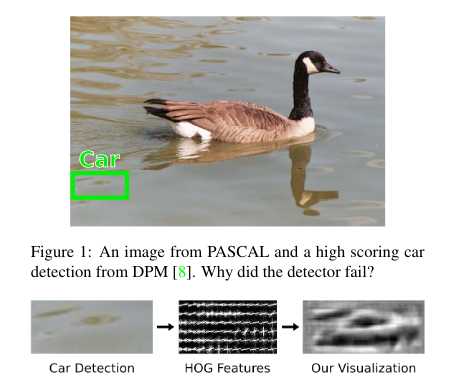 Car
Figure 1: An image from PASCAL and a high scoring car
detection from DPM [8]. Why did the detector fail?
Car Detection
HOG Features
Our Visualization